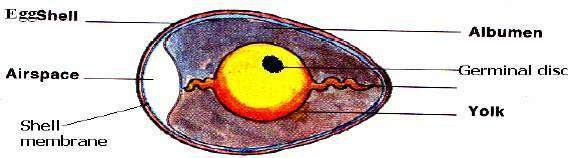 EggShell
Albumen
Airspace
Germinal disc
Yolk
Shell
membrane